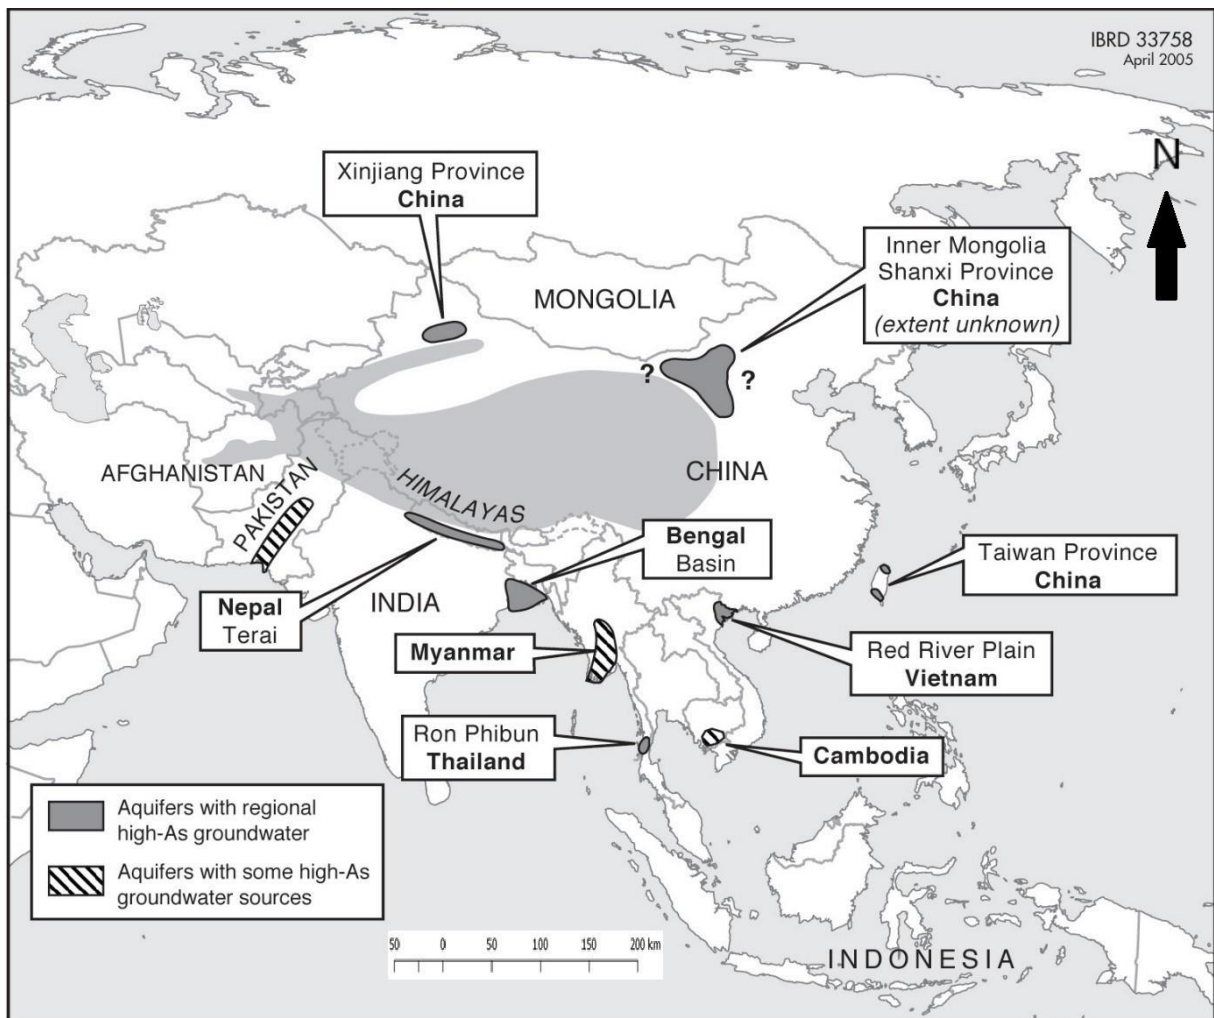 IBRD 33758
April 2005
N
Xinjiang Province
China
Inner Mongolia
Shanxi Province
China
(extent unknown)
MONGOLIA
?
?
AFGHANISTAN
PAKISTAN
HIMALAYAS
CHINA
Bengal
Basin
Taiwan Province
China
Nepal
Terai
INDIA
Myanmar
Red River Plain
Vietnam
Ron Phibun
Thailand
Cambodia
Aquifers with regional
high-As groundwater
Aquifers with some high-As
groundwater sources
50 0 50 100 150 200 km
INDONESIA